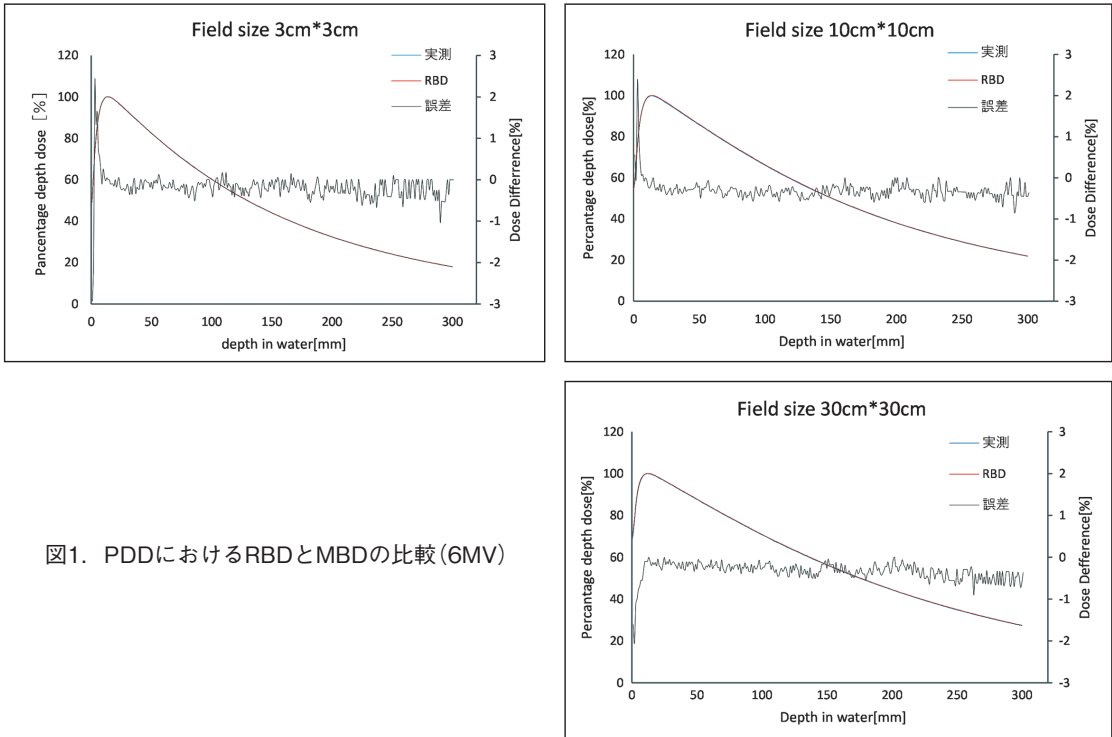 Field size 3cm*3cm
120
100
80
60
40
20
0
Pancentage depth dose [%]
3
2
1
0
-1
-2
-3
Dose Difrerence[%]
実測
RBD
誤差
0 50 100 150 200 250 300
depth in water[mm]
Field size 10cm*10cm
120
100
80
60
40
20
0
Percantage depth dose[%]
3
2
1
0
-1
-2
-3
Dose Difference[%]
実測
RBD
誤差
0 50 100 150 200 250 300
Depth in water[mm]
Field size 30cm*30cm
120
100
80
60
40
20
0
Percantage depth dose[%]
3
2
1
0
-1
-2
-3
Dose Defference[%]
実測
RBD
誤差
0 50 100 150 200 250 300
Depth in water[mm]
図1. PDDにおけるRBDとMBDの比較(6MV)